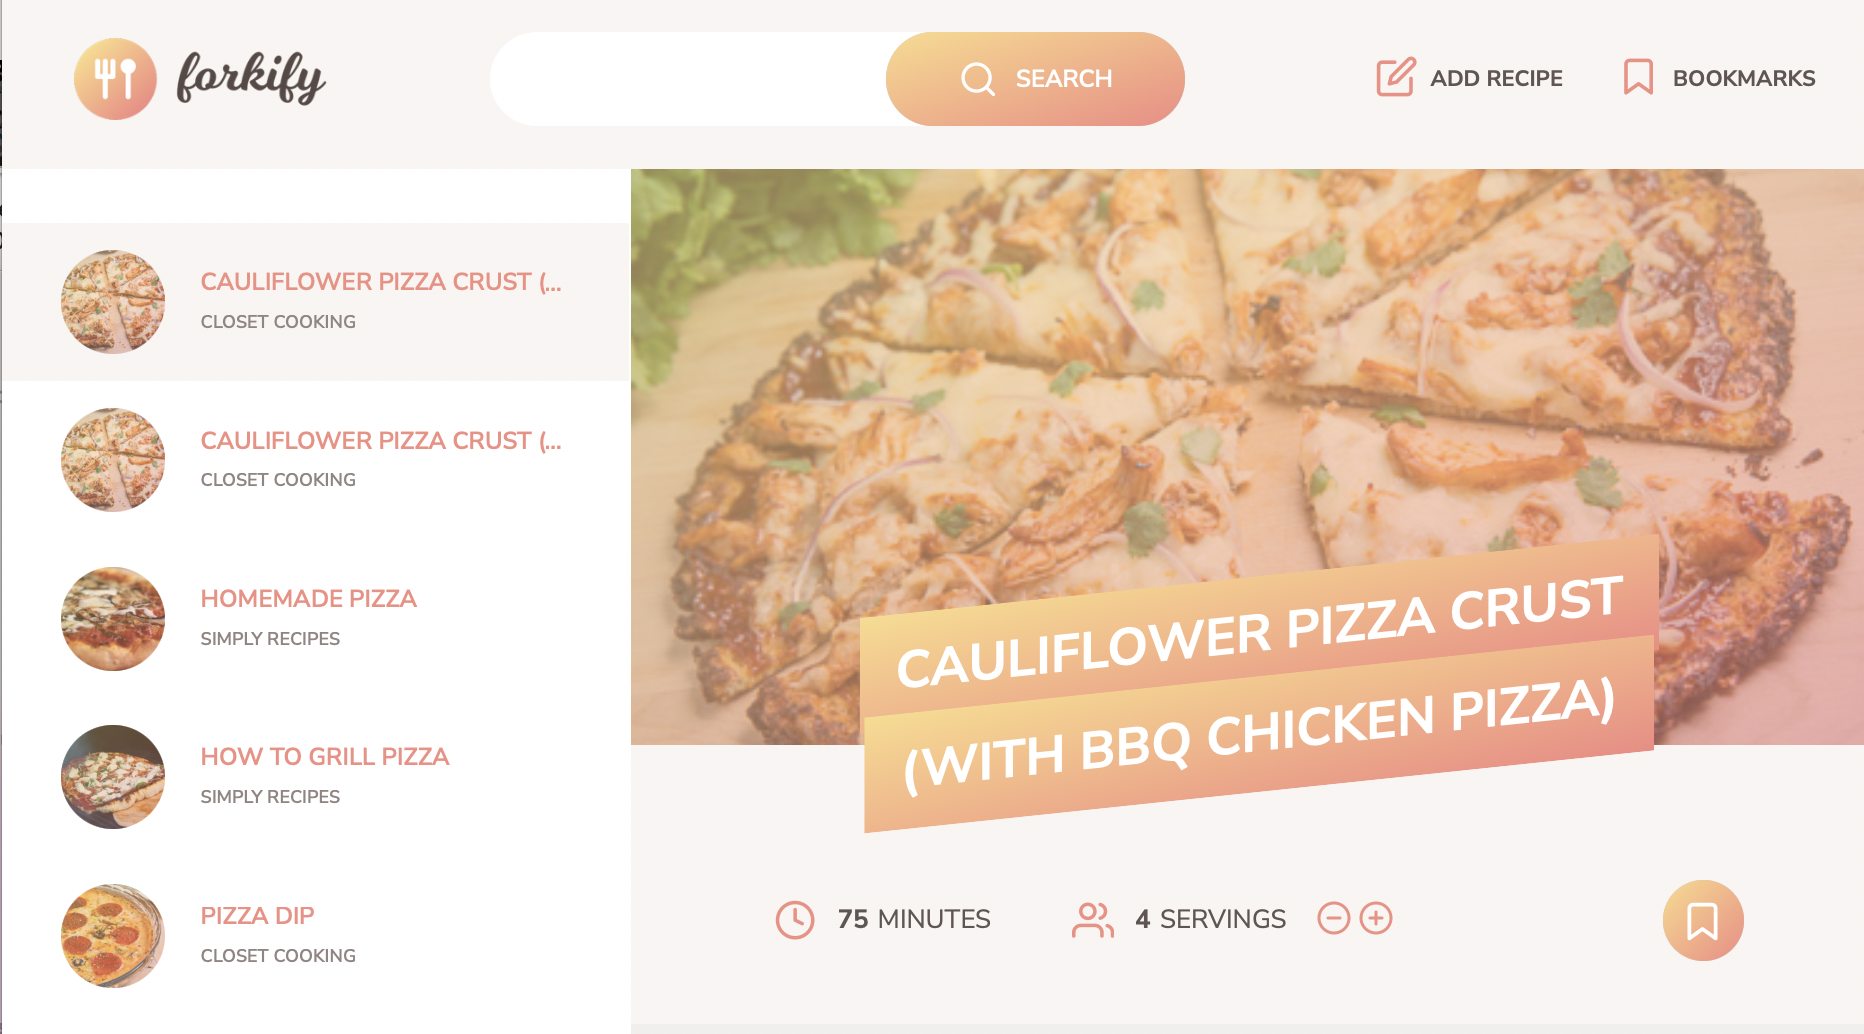 forkify
SEARCH
ADD RECIPE
BOOKMARKS
CAULIFLOWER PIZZA CRUST (...
CLOSET COOKING
CAULIFLOWER PIZZA CRUST (...
CLOSET COOKING
HOMEMADE PIZZA
SIMPLY RECIPES
HOW TO GRILL PIZZA
SIMPLY RECIPES
PIZZA DIP
CLOSET COOKING
CAULIFLOWER PIZZA CRUST
(WITH BBQ CHICKEN PIZZA)
75 MINUTES
4 SERVINGS